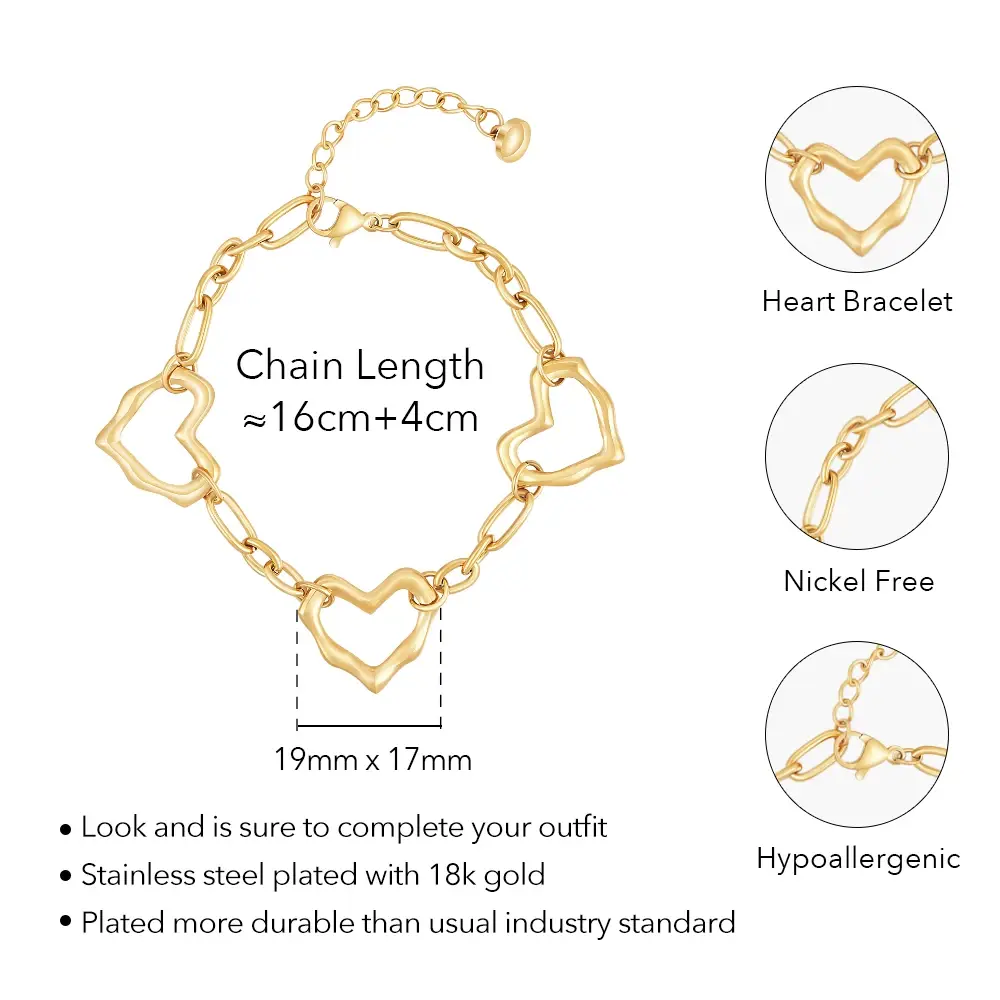 Chain Length
≈16cm+4cm
19mm x 17mm
Heart Bracelet
Nickel Free
Hypoallergenic
• Look and is sure to complete your outfit
• Stainless steel plated with 18k gold
• Plated more durable than usual industry standard